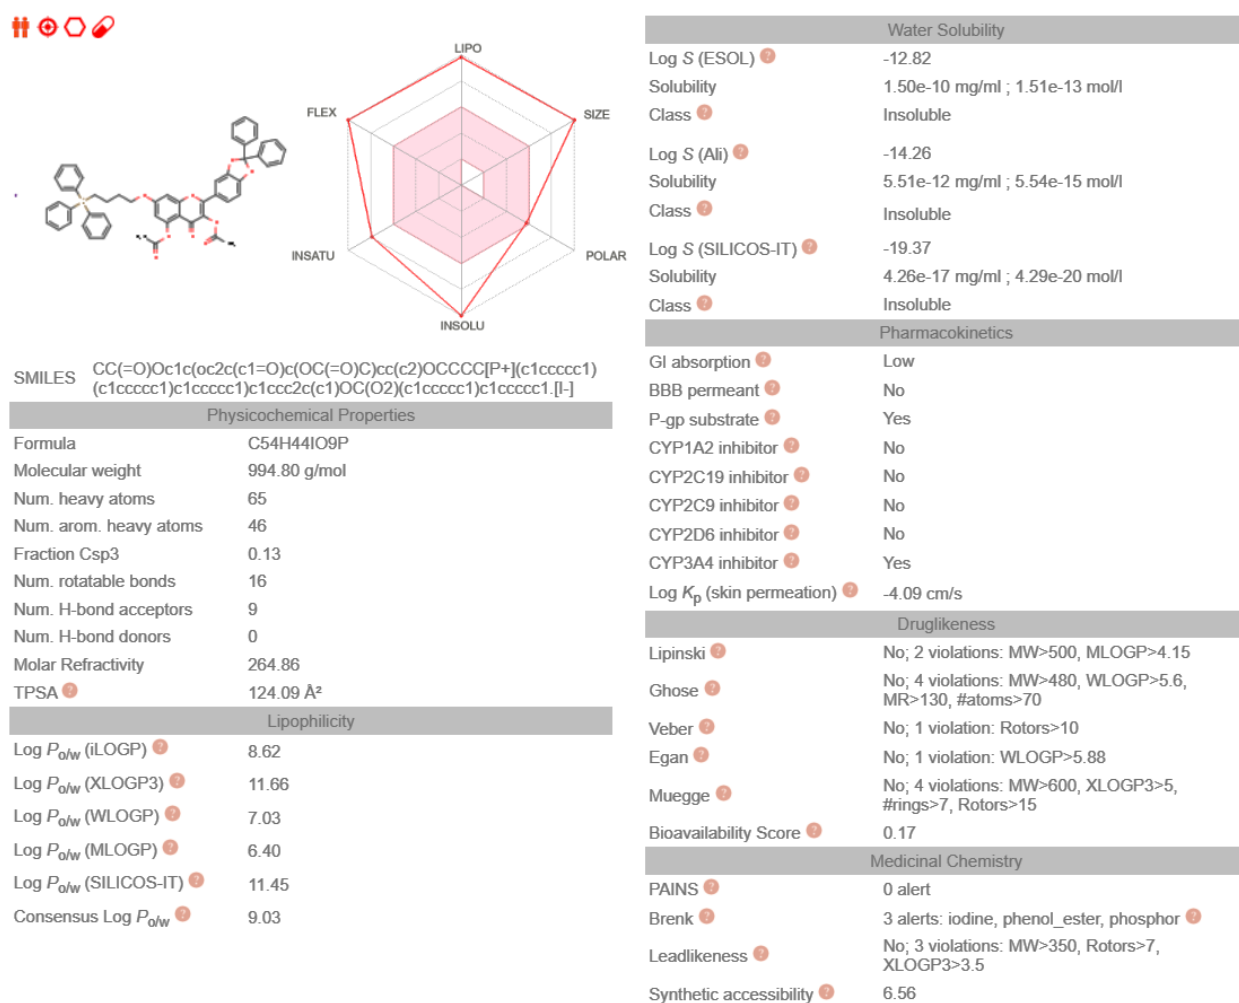 LIPO
FLEX
SIZE
INSATU
POLAR
INSOLU
SMILES CC(=O)Oc1c(oc2c(c1=O)c(OC(=O)C)cc(c2)OCCCC[P+](c1ccccc1)
(c1ccccc1)c1ccccc1)c1ccc2c(c1)OC(O2)(c1ccccc1)c1ccccc1.[I-]
Physicochemical Properties
Formula C54H44IO9P
Molecular weight 994.80 g/mol
Num. heavy atoms 65
Num. arom. heavy atoms 46
Fraction Csp3 0.13
Num. rotatable bonds 16
Num. H-bond acceptors 9
Num. H-bond donors 0
Molar Refractivity 264.86
TPSA ? 124.09 Å²
Lipophilicity
Log Po/w (iLOGP) ? 8.62
Log Po/w (XLOGP3) ? 11.66
Log Po/w (WLOGP) ? 7.03
Log Po/w (MLOGP) ? 6.40
Log Po/w (SILICOS-IT) ? 11.45
Consensus Log Po/w ? 9.03
Water Solubility
Log S (ESOL) ? -12.82
Solubility 1.50e-10 mg/ml ; 1.51e-13 mol/l
Class ? Insoluble
Log S (Ali) ? -14.26
Solubility 5.51e-12 mg/ml ; 5.54e-15 mol/l
Class ? Insoluble
Log S (SILICOS-IT) ? -19.37
Solubility 4.26e-17 mg/ml ; 4.29e-20 mol/l
Class ? Insoluble
Pharmacokinetics
GI absorption ? Low
BBB permeant ? No
P-gp substrate ? Yes
CYP1A2 inhibitor ? No
CYP2C19 inhibitor ? No
CYP2C9 inhibitor ? No
CYP2D6 inhibitor ? No
CYP3A4 inhibitor ? Yes
Log Kp (skin permeation) ? -4.09 cm/s
Druglikeness
Lipinski ? No; 2 violations: MW>500, MLOGP>4.15
Ghose ? No; 4 violations: MW>480, WLOGP>5.6,
MR>130, #atoms>70
Veber ? No; 1 violation: Rotors>10
Egan ? No; 1 violation: WLOGP>5.88
Muegge ? No; 4 violations: MW>600, XLOGP3>5,
#rings>7, Rotors>15
Bioavailability Score ? 0.17
Medicinal Chemistry
PAINS ? 0 alert
Brenk ? 3 alerts: iodine, phenol_ester, phosphor ?
Leadlikeness ? No; 3 violations: MW>350, Rotors>7,
XLOGP3>3.5
Synthetic accessibility ? 6.56